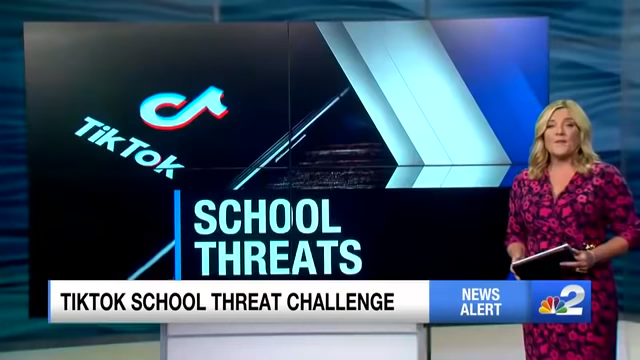 TikTok
SCHOOL
THREATS
TIKTOK SCHOOL THREAT CHALLENGE
NEWS
ALERT
2